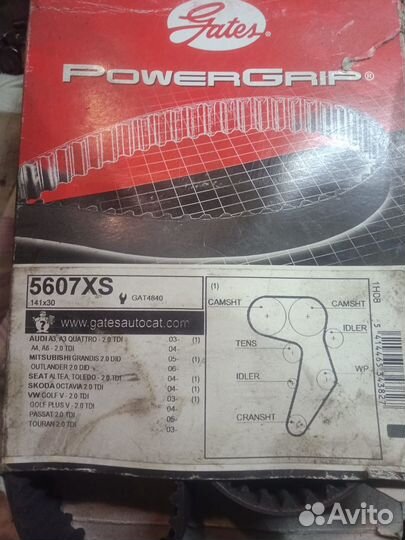 Gates
POWERGRIP®
5607XS
141x30
GAT4840
www.gatesautocat.com
AUDI A3, A3 QUATTRO - 2.0 TDI 03- (1)
A4, A6 - 2.0 TDI 04-
MITSUBISHI GRANDIS 2.0 DID 05- (1)
OUTLANDER 2.0 DID 06-
SEAT ALTEA, TOLEDO - 2.0 TDI 04- (1)
SKODA OCTAVIA 2.0 TDI 04- (1)
VW GOLF V - 2.0 TDI 03- (1)
GOLF PLUS V - 2.0 TDI 04-
PASSAT 2.0 TDI 05-
TOURAN 2.0 TDI 03-
(1)
CAMSHT
CAMSHT
IDLER
TENS
WP
IDLER
CRANSHT
1H08
Avito